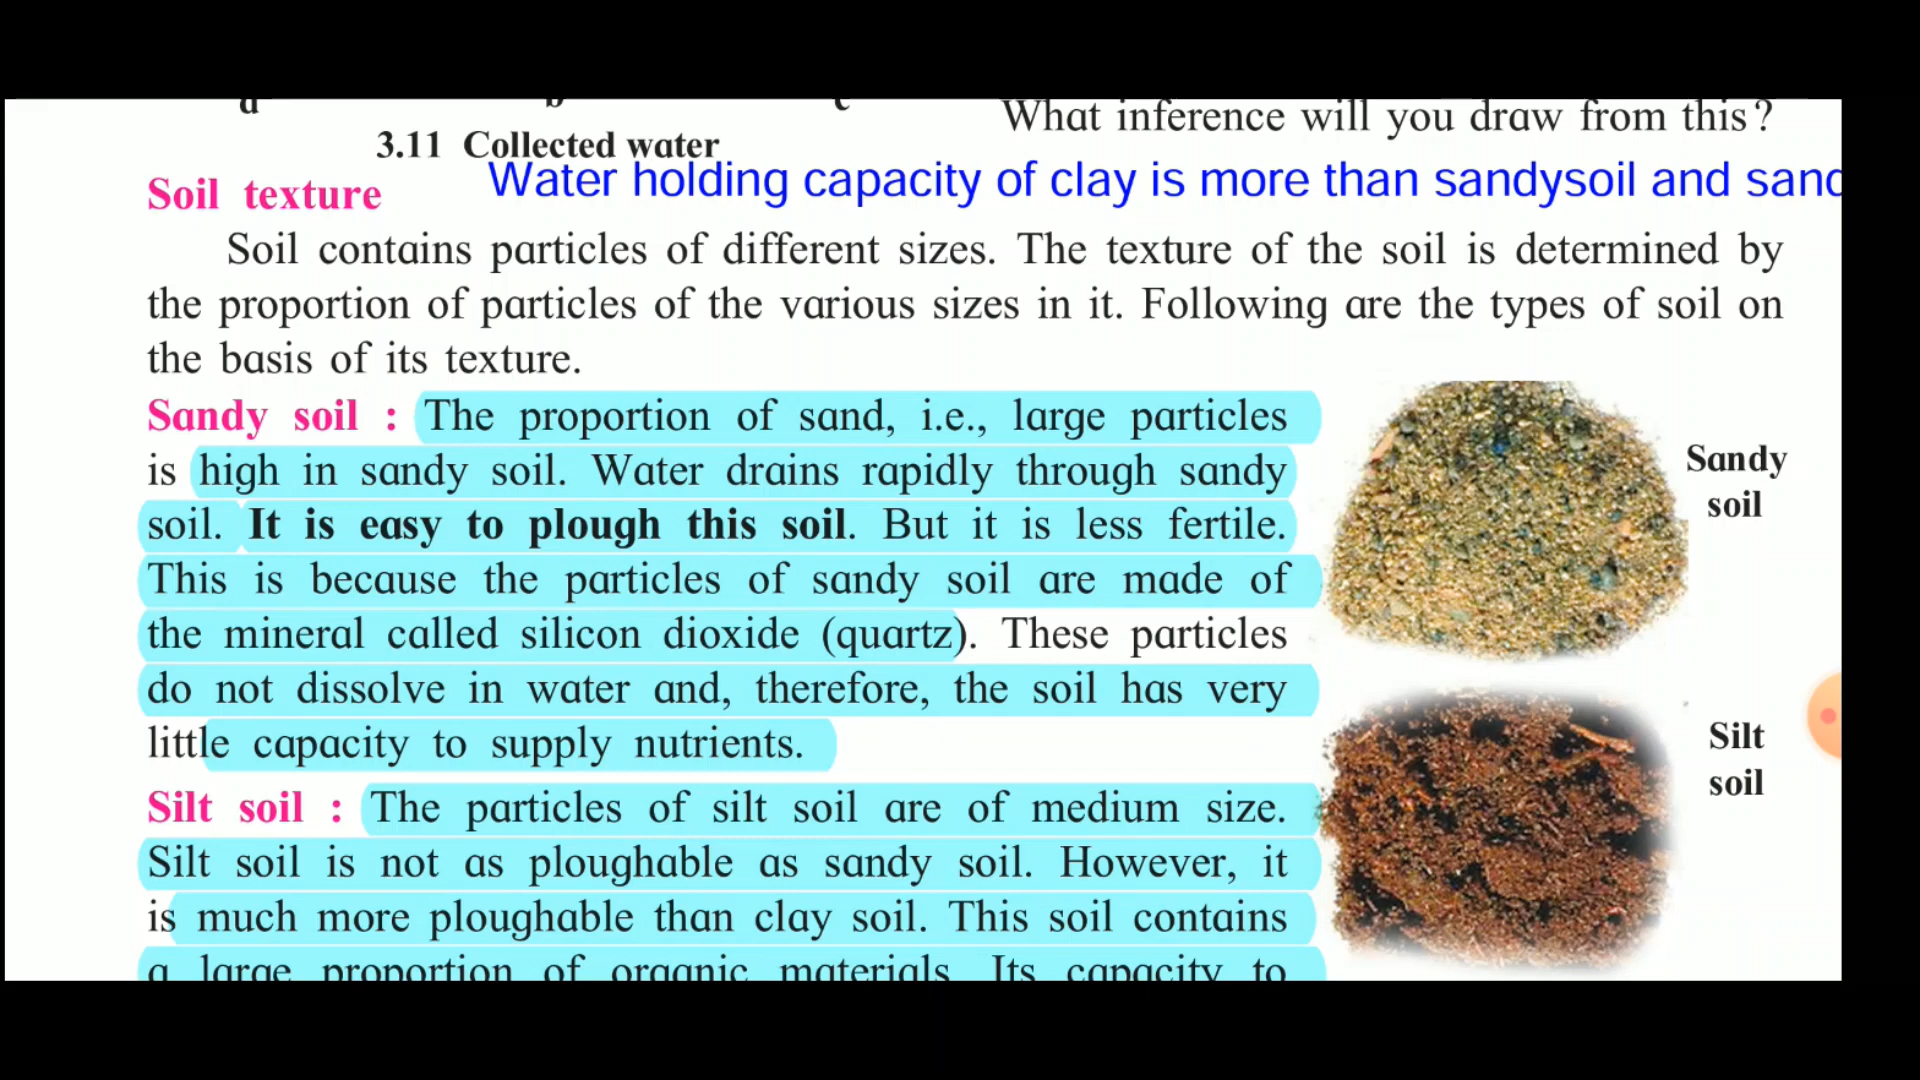 a b c
What inference will you draw from this?
3.11 Collected water
Water holding capacity of clay is more than sandysoil and
Soil texture
Soil contains particles of different sizes. The texture of the soil is determined by
the proportion of particles of the various sizes in it. Following are the types of soil on
the basis of its texture.
Sandy soil : The proportion of sand, i.e., large particles
is high in sandy soil. Water drains rapidly through sandy
soil. It is easy to plough this soil. But it is less fertile.
This is because the particles of sandy soil are made of
the mineral called silicon dioxide (quartz). These particles
do not dissolve in water and, therefore, the soil has very
little capacity to supply nutrients.
Sandy
soil
Silt soil : The particles of silt soil are of medium size.
Silt soil is not as ploughable as sandy soil. However, it
is much more ploughable than clay soil. This soil contains
a large proportion of organic materials. Its capacity to
Silt
soil